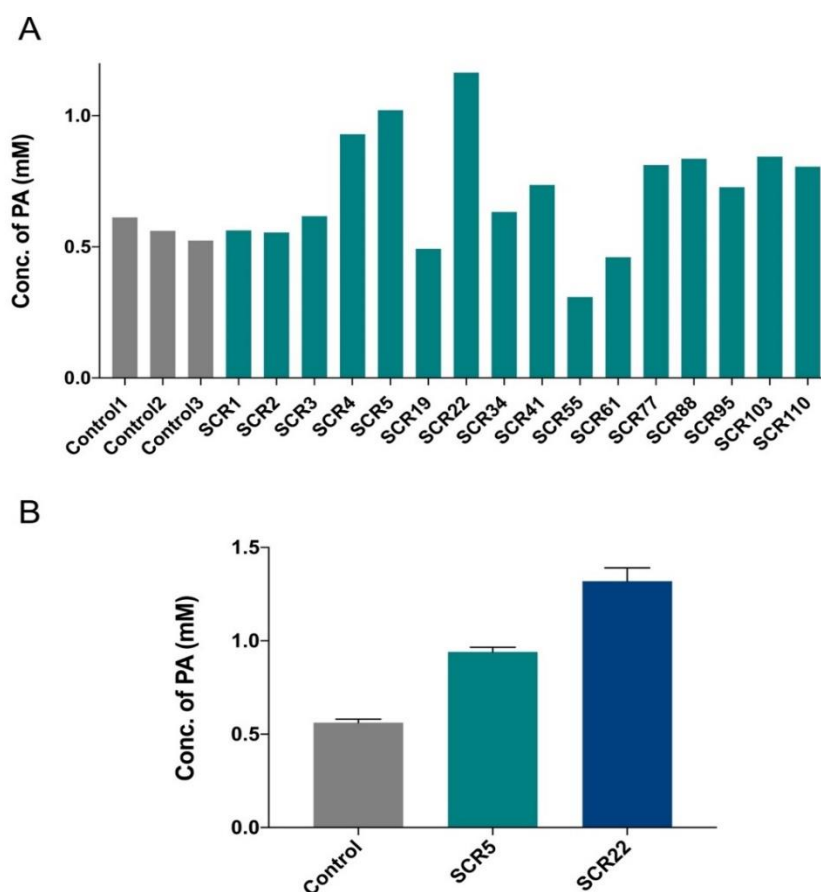 A
Conc. of PA (mM)
1.0
0.5
0.0
Control1
Control2
Control3
SCR1
SCR2
SCR3
SCR4
SCR5
SCR19
SCR22
SCR34
SCR41
SCR55
SCR61
SCR77
SCR88
SCR95
SCR103
SCR110
B
Conc. of PA (mM)
1.5
1.0
0.5
0.0
Control
SCR5
SCR22